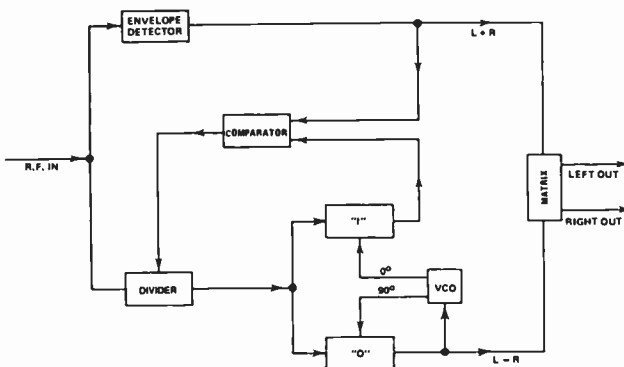 ENVELOPE
DETECTOR
L + R
COMPARATOR
R.F. IN
MATRIX
LEFT OUT
RIGHT OUT
"I"
0°
DIVIDER
90°
VCO
"Q"
L - R